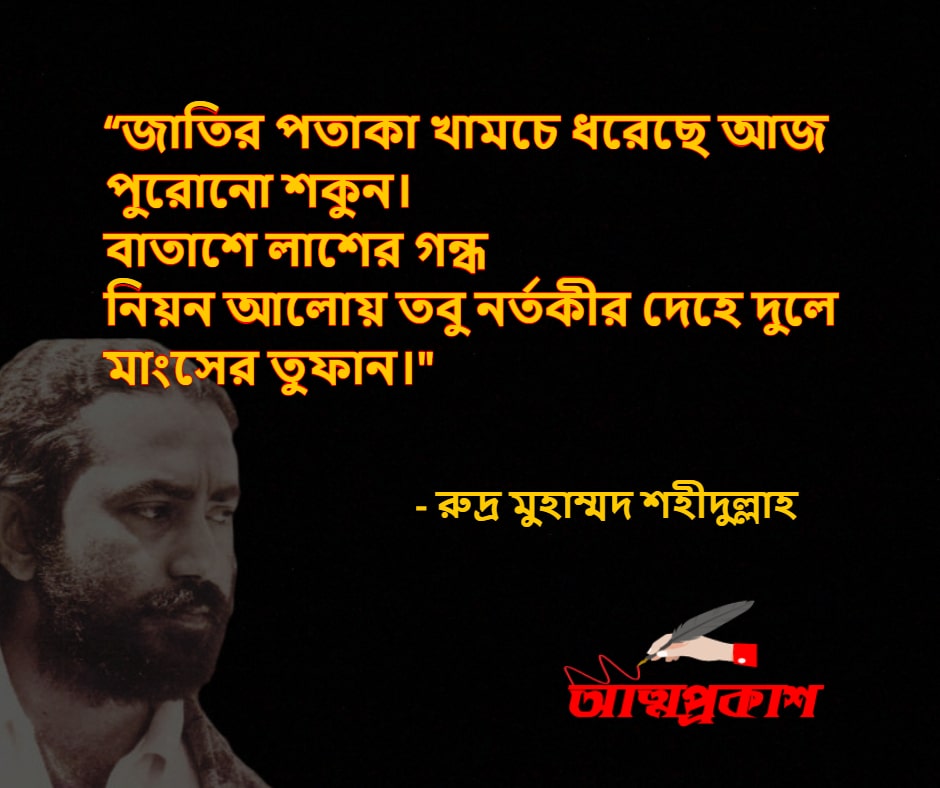 “জাতির পতাকা খামচে ধরেছে আজ
পুরোনো শকুন।
বাতাশে লাশের গন্ধ
নিয়ন আলোয় তবু নর্তকীর দেহে দুলে
মাংসের তুফান।"
- রুদ্র মুহাম্মদ শহীদুল্লাহ
আত্মপ্রকাশ